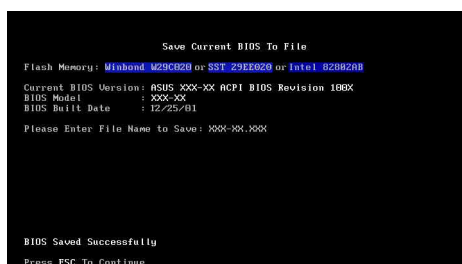 Save Current BIOS To File
Flash Memory: Winbond W29C020 or SST 29EE020 or Intel 82802AB
Current BIOS Version: ASUS XXX-XX ACPI BIOS Revision 100X
BIOS Model : XXX-XX
BIOS Built Date : 12/25/01
Please Enter File Name to Save: XXX-XX.XXX
BIOS Saved Successfully
Press ESC To Continue